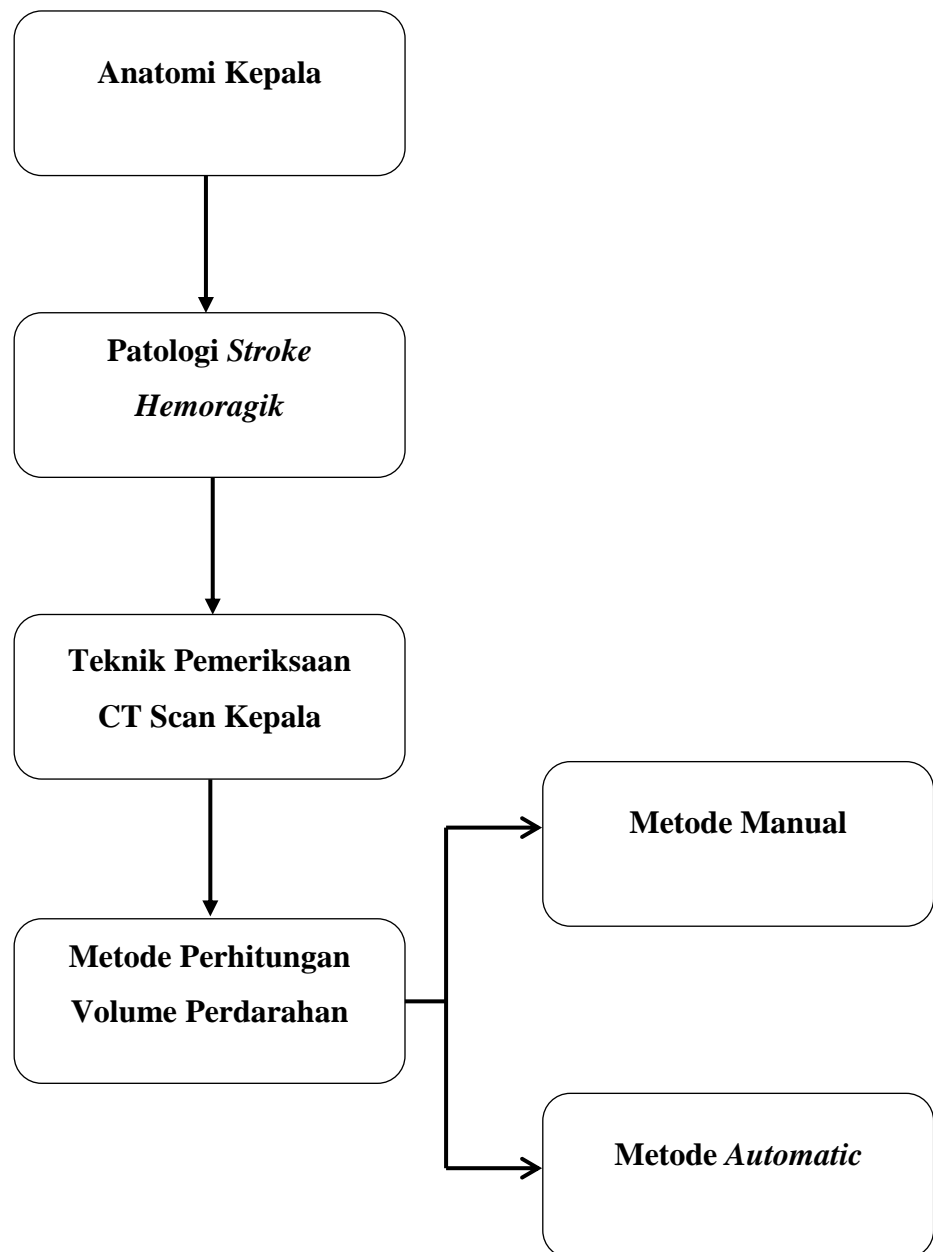 Anatomi Kepala
Patologi Stroke
Hemoragik
Teknik Pemeriksaan
CT Scan Kepala
Metode Perhitungan
Volume Perdarahan
Metode Manual
Metode Automatic